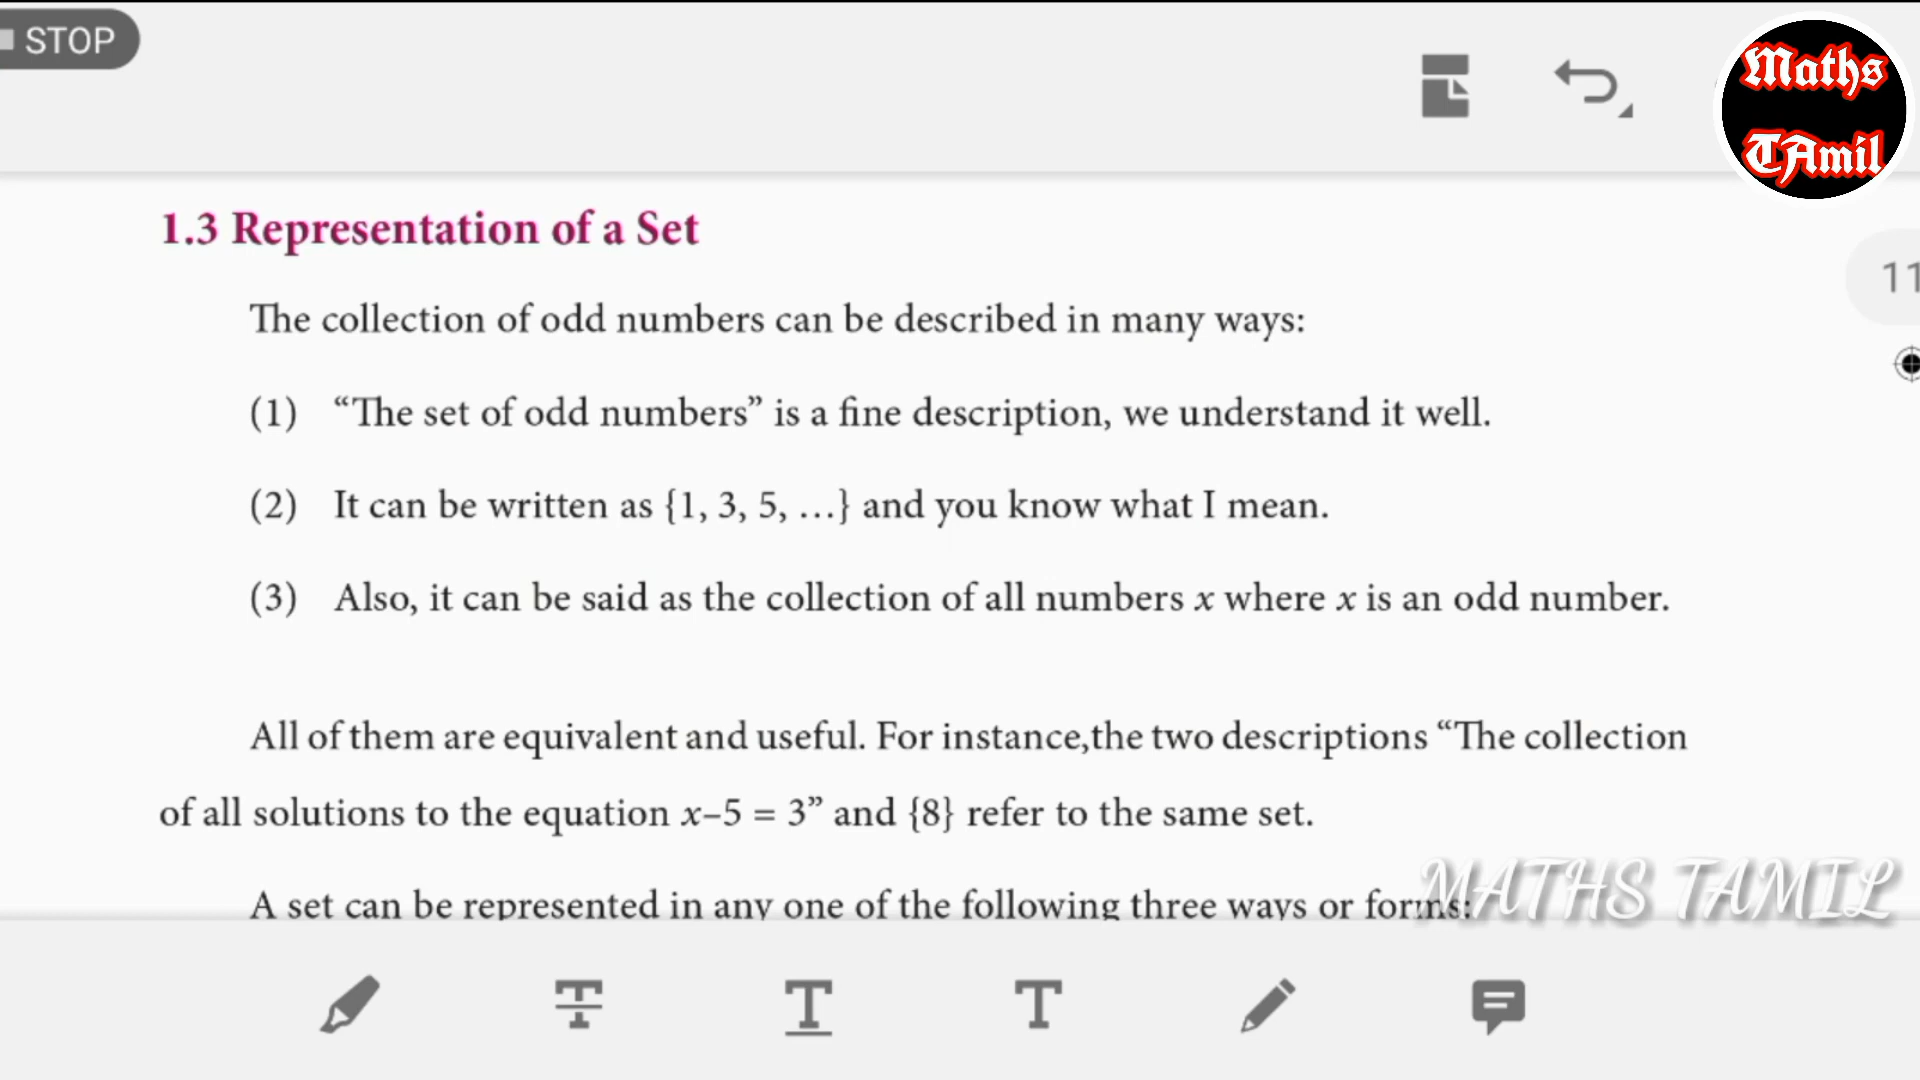 STOP
Maths
TAmil
1.3 Representation of a Set
11
The collection of odd numbers can be described in many ways:
(1) “The set of odd numbers” is a fine description, we understand it well.
(2) It can be written as {1, 3, 5, …} and you know what I mean.
(3) Also, it can be said as the collection of all numbers x where x is an odd number.
All of them are equivalent and useful. For instance,the two descriptions “The collection
of all solutions to the equation x–5 = 3” and {8} refer to the same set.
A set can be represented in any one of the following three ways or forms:
MATHS TAMIL